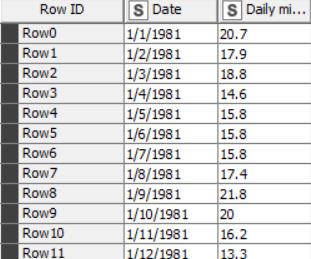 Row ID S Date S Daily mi...
Row0 1/1/1981 20.7
Row1 1/2/1981 17.9
Row2 1/3/1981 18.8
Row3 1/4/1981 14.6
Row4 1/5/1981 15.8
Row5 1/6/1981 15.8
Row6 1/7/1981 15.8
Row7 1/8/1981 17.4
Row8 1/9/1981 21.8
Row9 1/10/1981 20
Row10 1/11/1981 16.2
Row11 1/12/1981 13.3